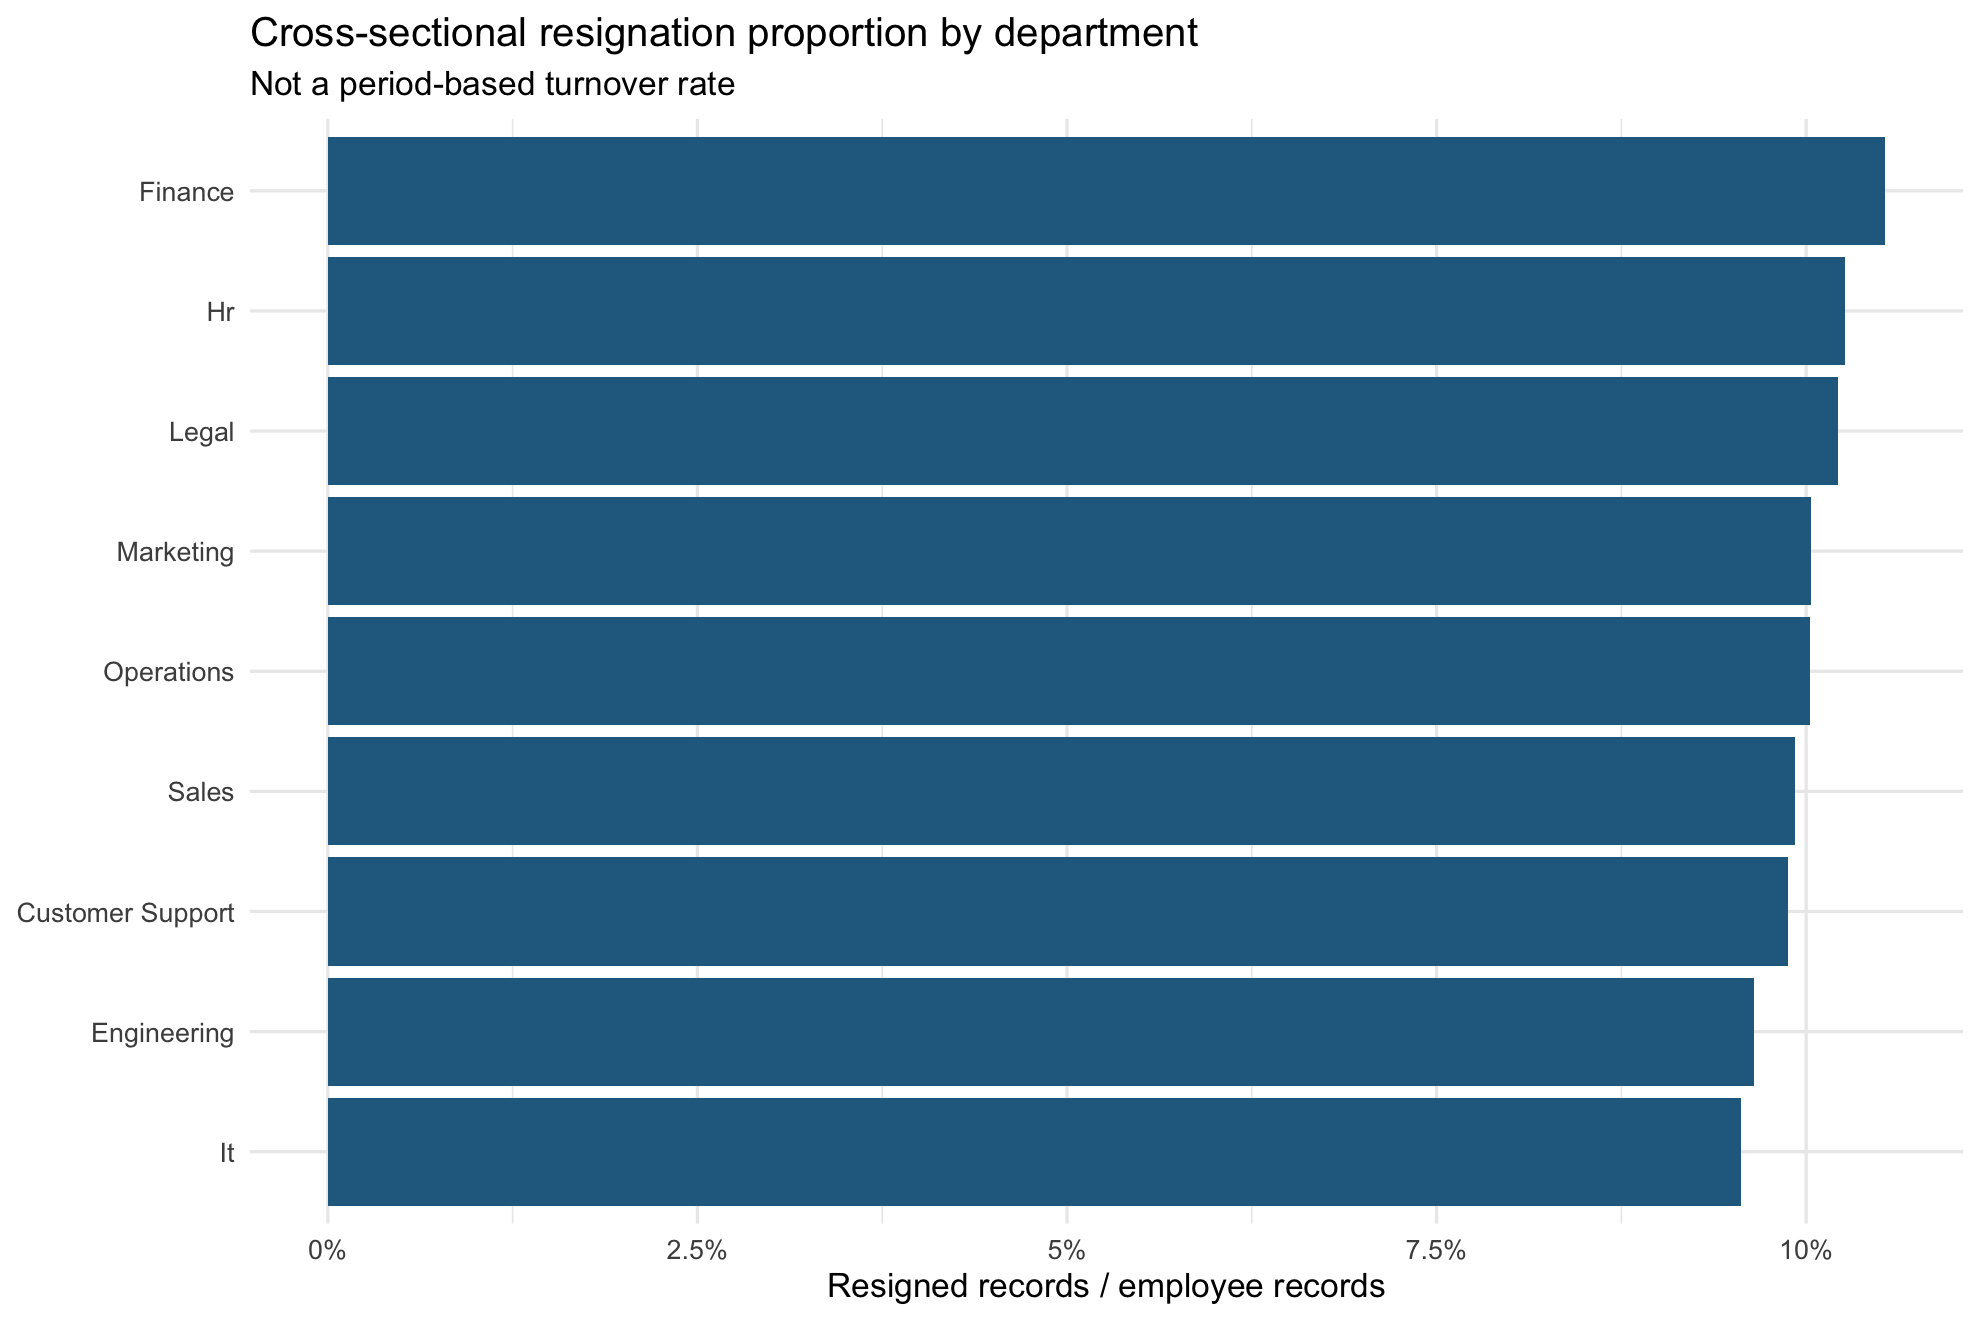 Cross-sectional resignation proportion by department
Not a period-based turnover rate
Finance
Hr
Legal
Marketing
Operations
Sales
Customer Support
Engineering
It
0% 2.5% 5% 7.5% 10%
Resigned records / employee records